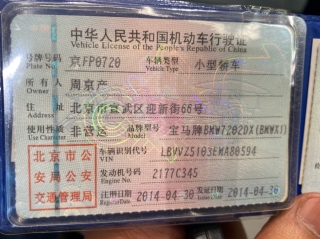 中华人民共和国机动车行驶证
Vehicle License of the People's Republic of China
号牌号码 京FP0720 车辆类型 小型轿车
Plate No. Vehicle Type
所有人 周京产
Owner
住址 北京市宣武区迎新街66号
Address
使用性质 非营运 品牌型号 宝马牌BMW7202DX(BMWX1)
Use Character Model
北京市公安局公安交通管理局
车辆识别代号 LBVVZ5103EWA80594
VIN
发动机号码 2177C345
Engine No.
注册日期 2014-04-30 发证日期 2014-04-30
Register Date Issue Date